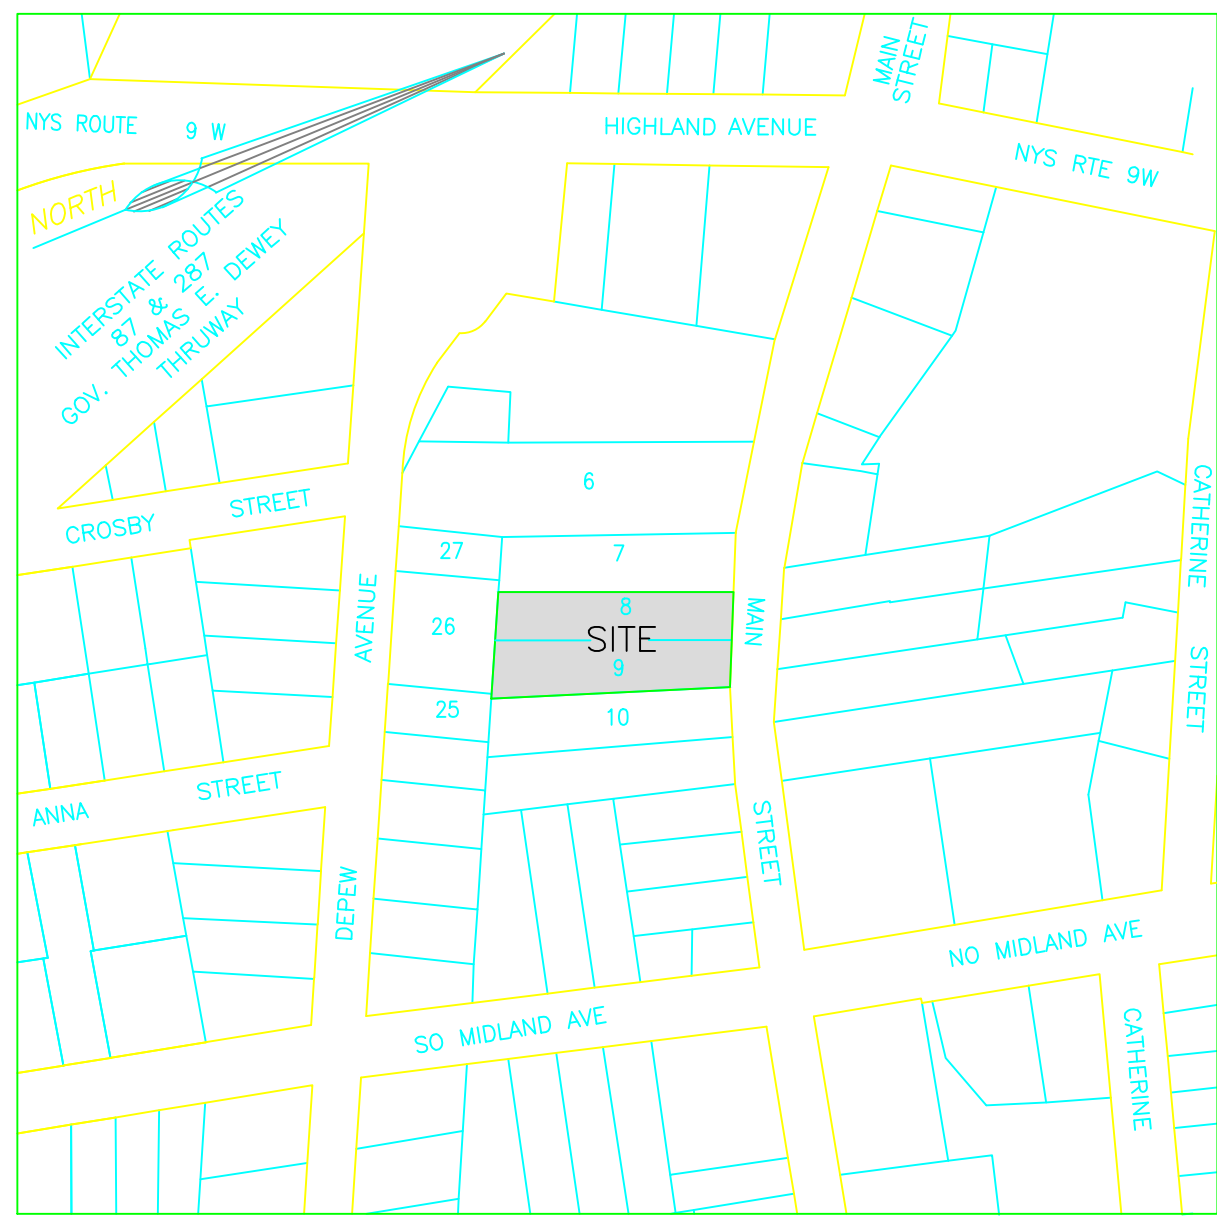 MAIN
STREET
NYS ROUTE 9 W
HIGHLAND AVENUE
NYS RTE 9W
NORTH
INTERSTATE ROUTES
87 & 287
GOV. THOMAS E. DEWEY
THRUWAY
6
CROSBY STREET
CATHERINE
27
7
AVENUE
8
MAIN
26
SITE
9
STREET
25
10
ANNA STREET
STREET
DEPEW
NO MIDLAND AVE
SO MIDLAND AVE
CATHERINE